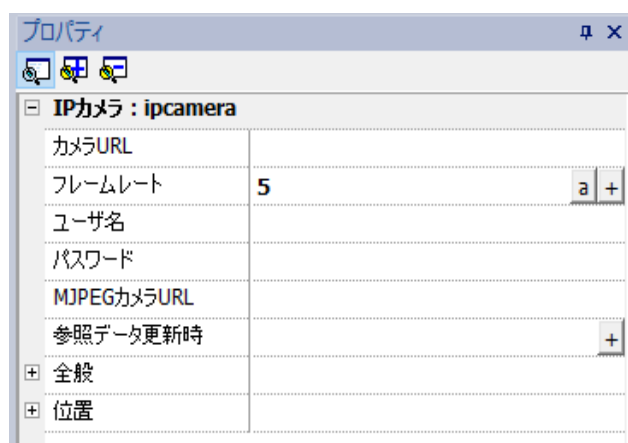 プロパティ
IPカメラ : ipcamera
カメラURL
フレームレート 5 a +
ユーザ名
パスワード
MJPEGカメラURL
参照データ更新時 +
全般
位置